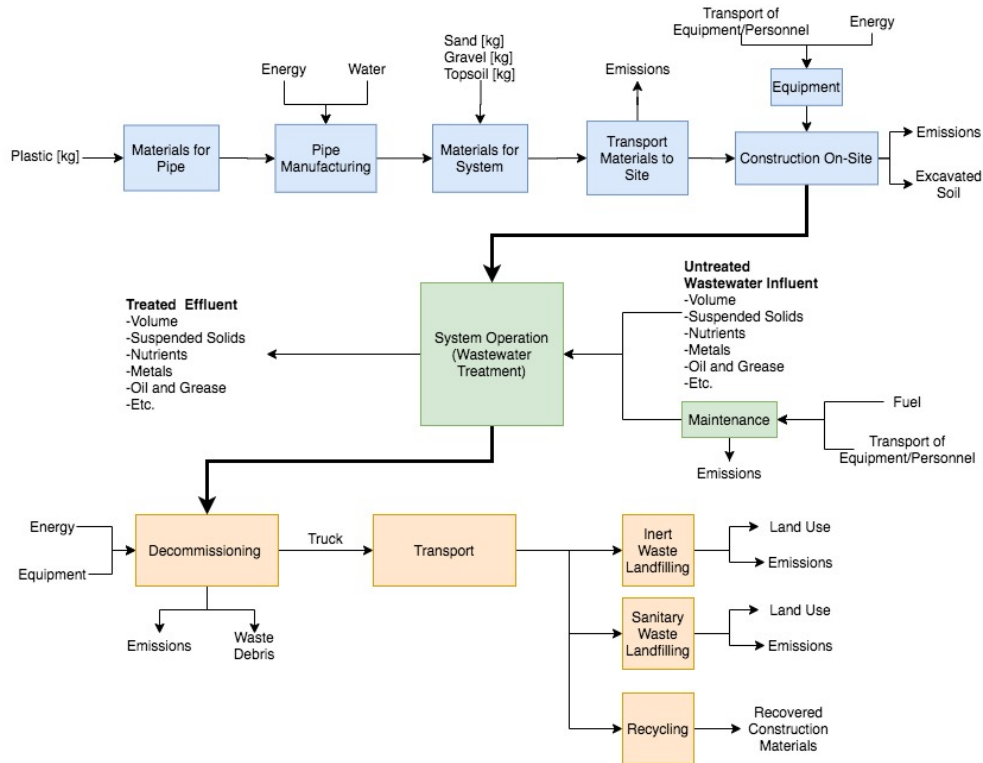 Transport of
Equipment/Personnel
Energy
Sand [kg]
Gravel [kg]
Topsoil [kg]
Energy
Water
Emissions
Equipment
Plastic [kg]
Materials for
Pipe
Pipe
Manufacturing
Materials for
System
Transport
Materials to
Site
Construction On-Site
Emissions
Excavated
Soil
Treated Effluent
-Volume
-Suspended Solids
-Nutrients
-Metals
-Oil and Grease
-Etc.
System Operation
(Wastewater
Treatment)
Untreated
Wastewater Influent
-Volume
-Suspended Solids
-Nutrients
-Metals
-Oil and Grease
-Etc.
Maintenance
Fuel
Transport of
Equipment/Personnel
Emissions
Energy
Equipment
Decommissioning
Truck
Transport
Inert
Waste
Landfilling
Land Use
Emissions
Emissions
Waste
Debris
Sanitary
Waste
Landfilling
Land Use
Emissions
Recycling
Recovered
Construction
Materials